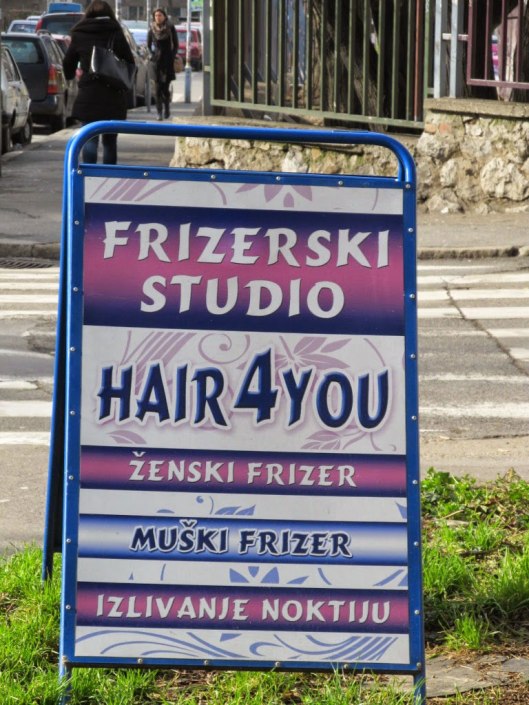 FRIZERSKI
STUDIO
HAIR4YOU
ŽENSKI FRIZER
MUŠKI FRIZER
IZLIVANJE NOKTIJU